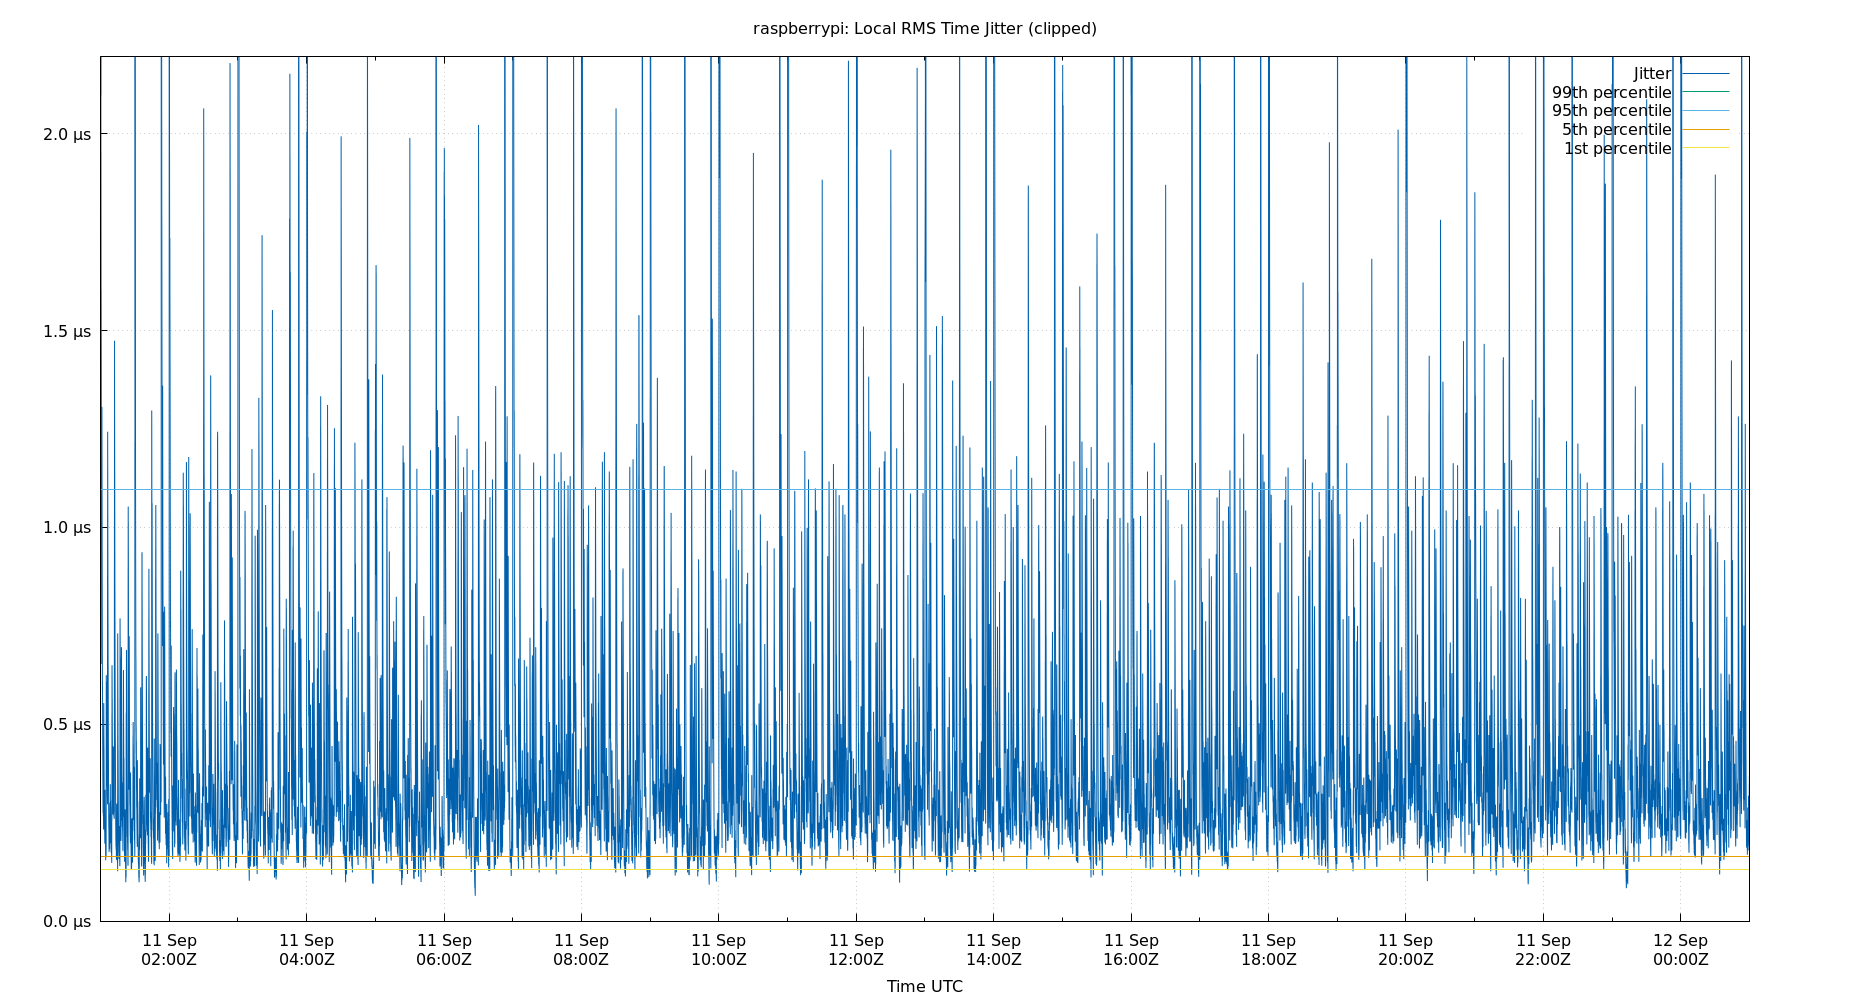 raspberrypi: Local RMS Time Jitter (clipped)
Jitter
99th percentile
95th percentile
5th percentile
1st percentile
2.0 µs
1.5 µs
1.0 µs
0.5 µs
0.0 µs
11 Sep 11 Sep 11 Sep 11 Sep 11 Sep 11 Sep 11 Sep 11 Sep 11 Sep 11 Sep 11 Sep 12 Sep
02:00Z 04:00Z 06:00Z 08:00Z 10:00Z 12:00Z 14:00Z 16:00Z 18:00Z 20:00Z 22:00Z 00:00Z
Time UTC